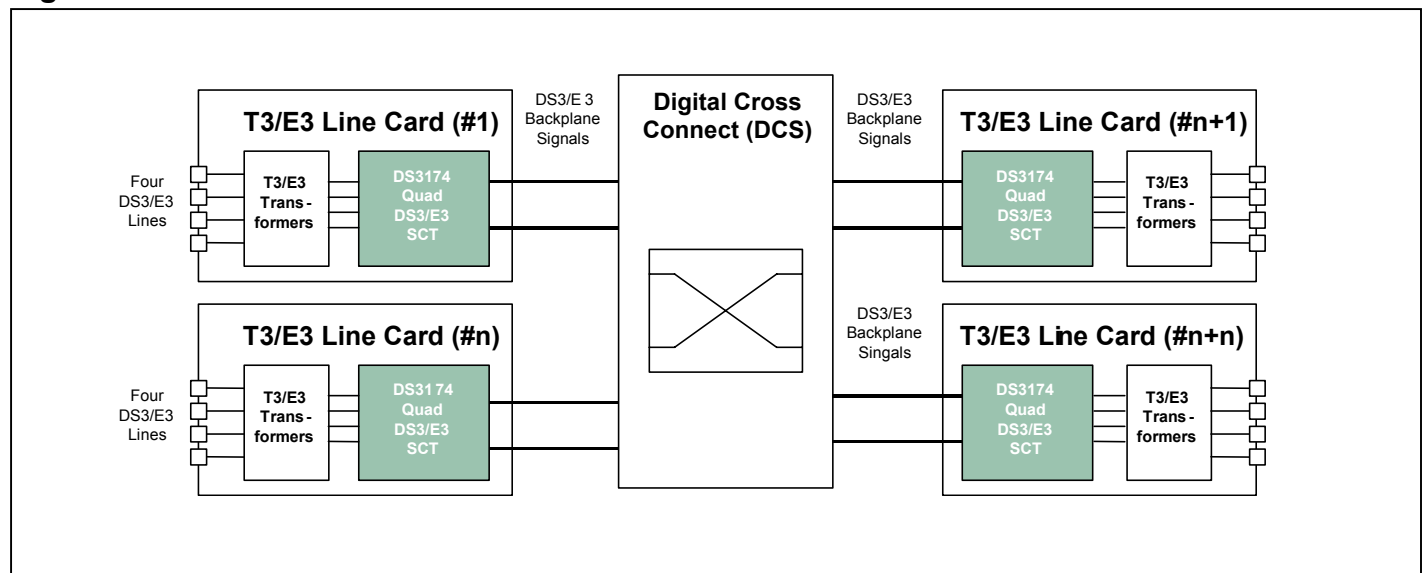 T3/E3 Line Card (#1)
Four
DS3/E3
Lines
T3/E3
Trans -
formers
DS3174
Quad
DS3/E3
SCT
DS3/E 3
Backplane
Signals
Digital Cross
Connect (DCS)
DS3/E3
Backplane
Signals
T3/E3 Line Card (#n+1)
DS3174
Quad
DS3/E3
SCT
T3/E3
Trans -
formers
T3/E3 Line Card (#n)
Four
DS3/E3
Lines
T3/E3
Trans -
formers
DS3174
Quad
DS3/E3
SCT
DS3/E3
Backplane
Singals
T3/E3 Line Card (#n+n)
DS3174
Quad
DS3/E3
SCT
T3/E3
Trans -
formers